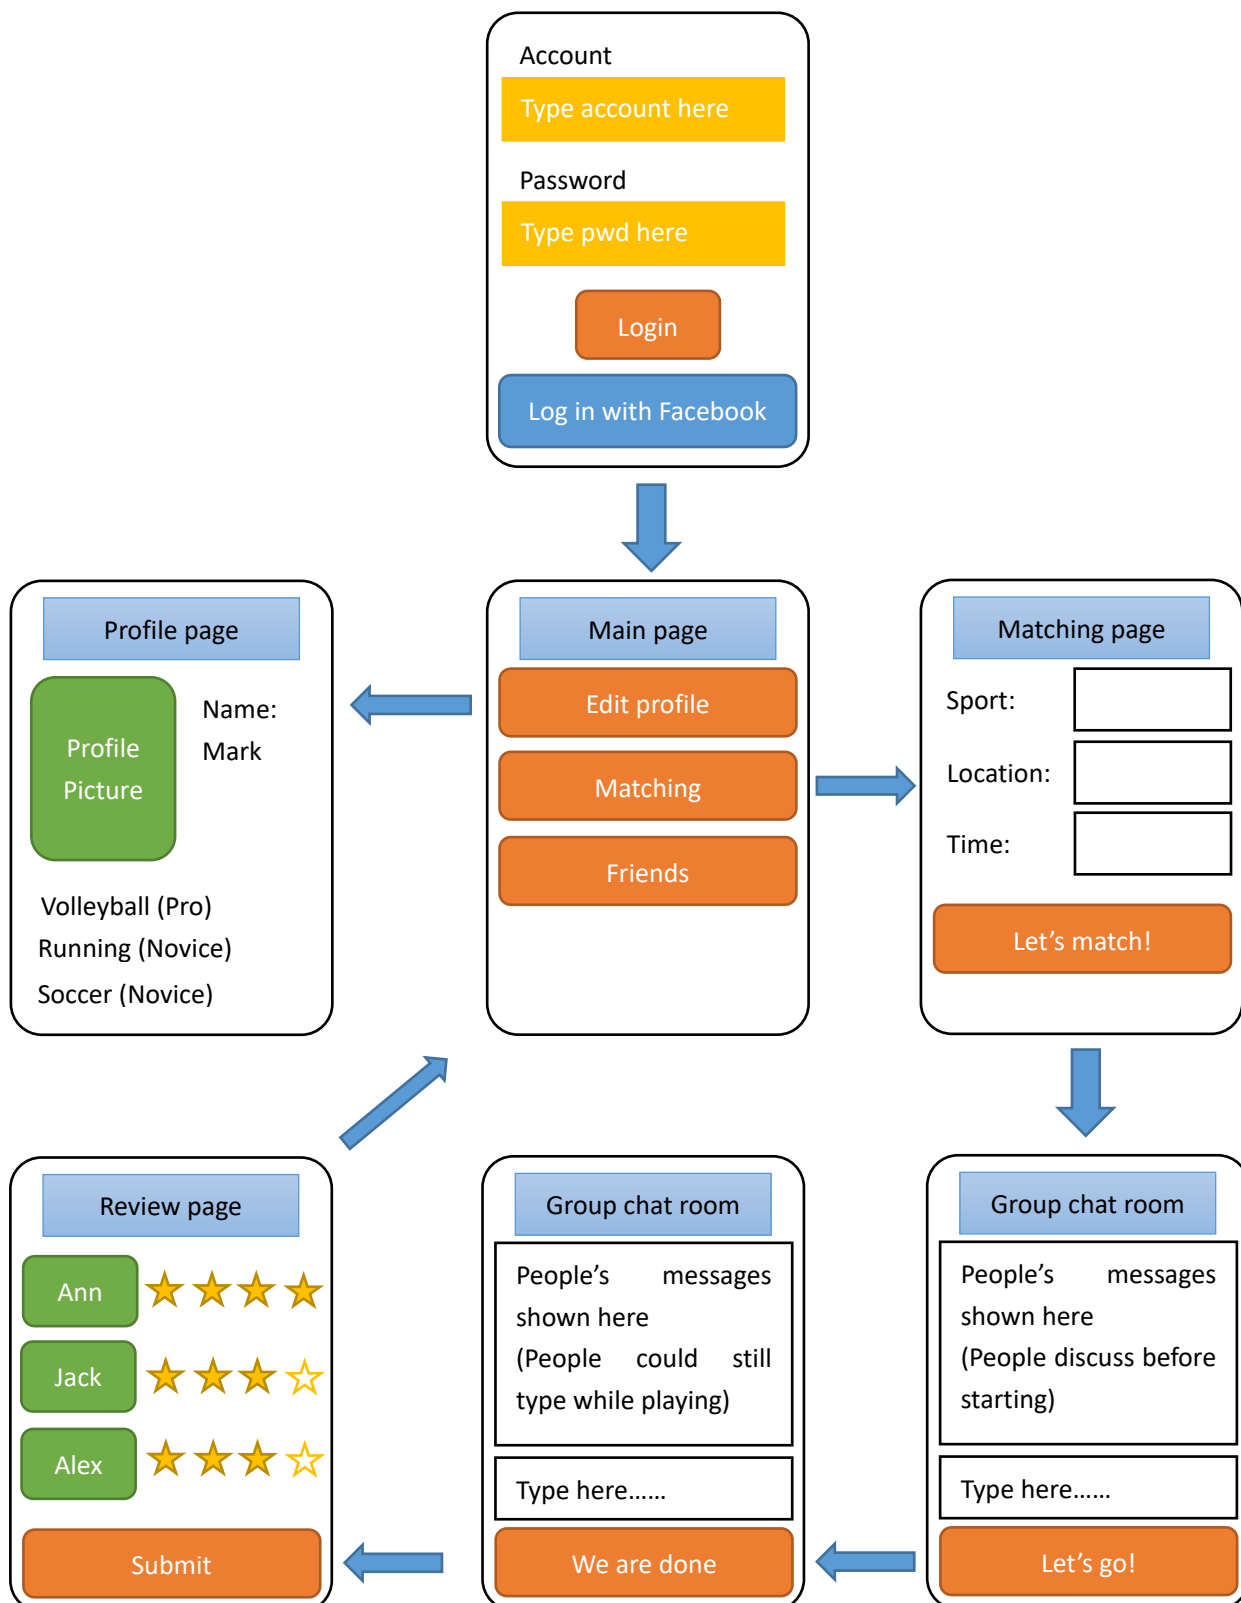 Account
Type account here
Password
Type pwd here
Login
Log in with Facebook
Profile page
Profile
Picture
Name:
Mark
Volleyball (Pro)
Running (Novice)
Soccer (Novice)
Main page
Edit profile
Matching
Friends
Matching page
Sport:
Location:
Time:
Let's match!
Review page
Ann
Jack
Alex
Submit
Group chat room
People's messages
shown here
(People could still
type while playing)
Type here......
We are done
Group chat room
People's messages
shown here
(People discuss before
starting)
Type here......
Let's go!